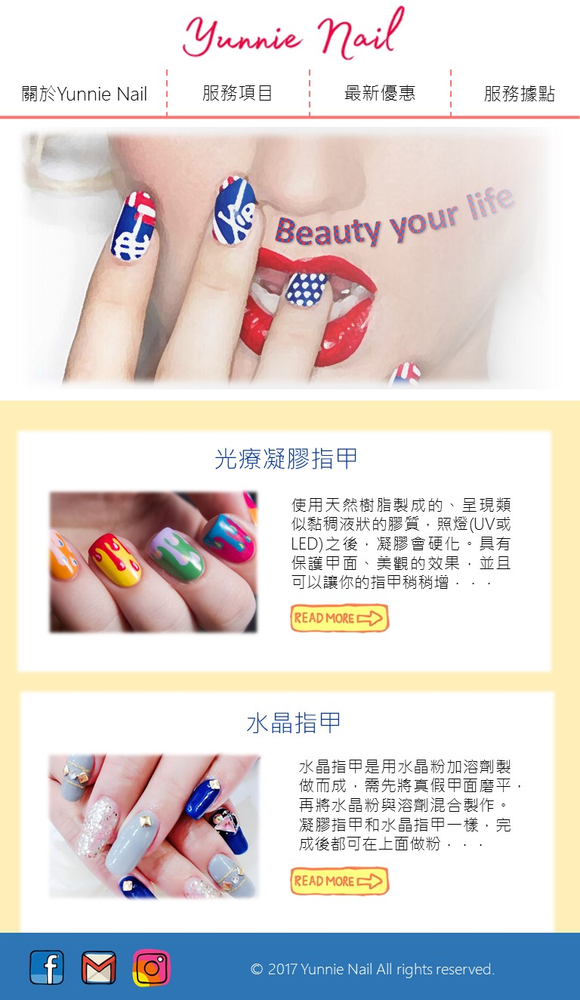 Yunnie Nail
關於Yunnie Nail
服務項目
最新優惠
服務據點
Beauty your life
光療凝膠指甲
使用天然樹脂製成的、呈現類
似黏稠液狀的膠質，照燈(UV或
LED)之後，凝膠會硬化。具有
保護甲面、美觀的效果，並且
可以讓你的指甲稍稍增．．．
READ MORE
水晶指甲
水晶指甲是用水晶粉加溶劑製
做而成，需先將真假甲面磨平，
再將水晶粉與溶劑混合製作。
凝膠指甲和水晶指甲一樣，完
成後都可在上面做粉．．．
READ MORE
© 2017 Yunnie Nail All rights reserved.